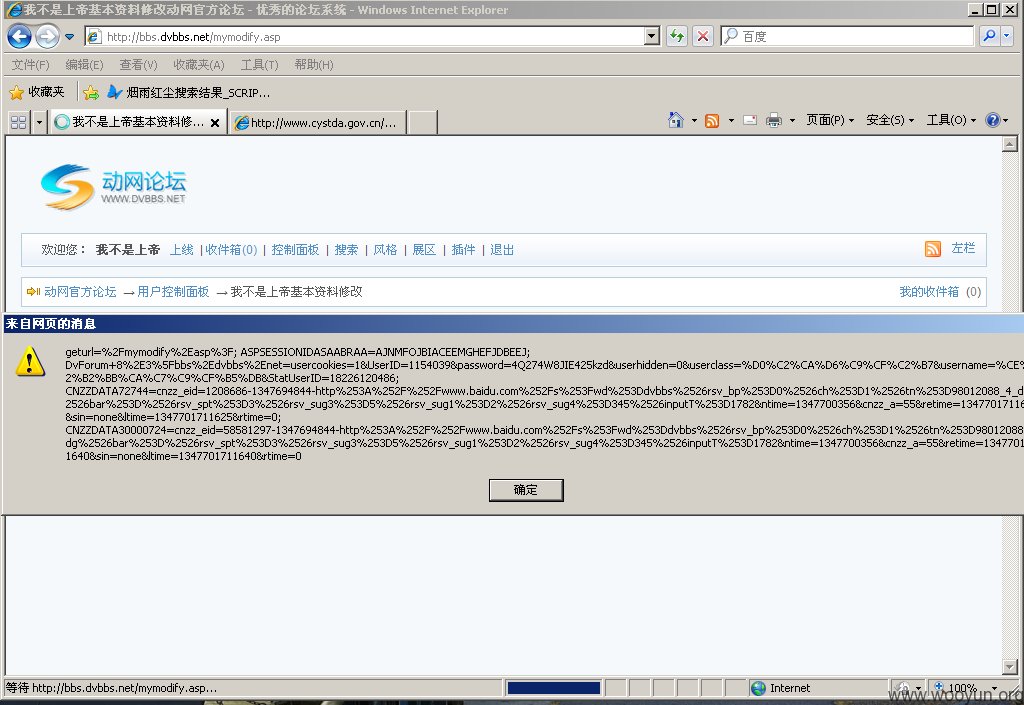 我不是上帝基本资料修改动网官方论坛 - 优秀的论坛系统 - Windows Internet Explorer
http://bbs.dvbbs.net/mymodify.asp
百度
文件(F) 编辑(E) 查看(V) 收藏夹(A) 工具(T) 帮助(H)
收藏夹 烟雨红尘搜索结果_SCRIP...
我不是上帝基本资料修... http://www.cystda.gov.cn/... 页面(P) 安全(S) 工具(O)
动网论坛
WWW.DVBBS.NET
欢迎您： 我不是上帝 上线 | 收件箱(0) | 控制面板 | 搜索 | 风格 | 展区 | 插件 | 退出 左栏
动网官方论坛 → 用户控制面板 → 我不是上帝基本资料修改 我的收件箱 (0)
来自网页的消息
geturl=%2Fmymodify%2Easp%3F; ASPSESSIONIDASAABRAA=AJNMFOJBIACEEMGHEFJDBEEJ;
DvForum+8%2E3%5Fbbs%2Edvbbs%2Enet=usercookies=1&UserID=1154039&password=4Q274W8JIE425kzd&userhidden=0&userclass=%D0%C2%CA%D6%C9%CF%C2%B7&username=%CE%
2%B2%BB%CA%C7%C9%CF%B5%DB&StatUserID=18226120486;
CNZZDATA72744=cnzz_eid=1208686-1347694844-http%253A%252F%252Fwww.baidu.com%252Fs%253Fwd%253Ddvbbs%2526rsv_bp%253D0%2526ch%253D1%2526tn%253D98012088_4_d
2526bar%253D%2526rsv_spt%253D3%2526rsv_sug3%253D5%2526rsv_sug1%253D2%2526rsv_sug4%253D345%2526inputT%253D1782&ntime=1347700356&cnzz_a=55&retime=13477017116
&sin=none&ltime=1347701711625&rtime=0;
CNZZDATA30000724=cnzz_eid=58581297-1347694844-http%253A%252F%252Fwww.baidu.com%252Fs%253Fwd%253Ddvbbs%2526rsv_bp%253D0%2526ch%253D1%2526tn%253D98012088
dg%2526bar%253D%2526rsv_spt%253D3%2526rsv_sug3%253D5%2526rsv_sug1%253D2%2526rsv_sug4%253D345%2526inputT%253D1782&ntime=1347700356&cnzz_a=55&retime=134701
1640&sin=none&ltime=1347701711640&rtime=0
确定
等待 http://bbs.dvbbs.net/mymodify.asp... Internet 100%
www.wooyun.org